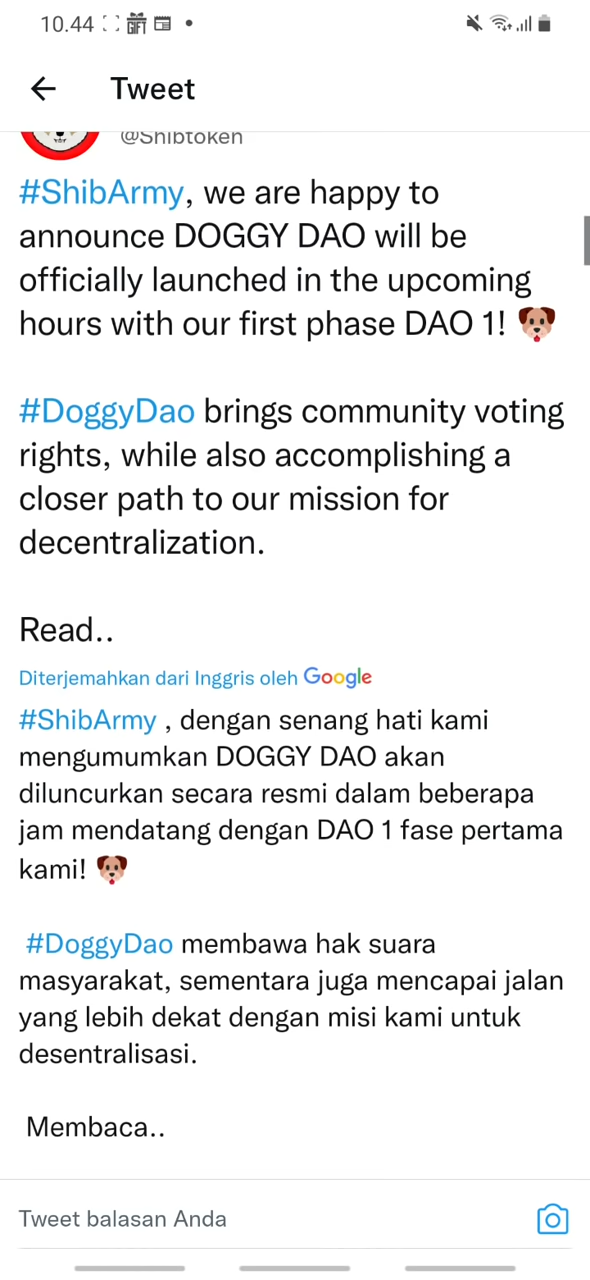 10.44
GIFT
Tweet
@Shibtoken
#ShibArmy, we are happy to
announce DOGGY DAO will be
officially launched in the upcoming
hours with our first phase DAO 1! 🐶
#DoggyDao brings community voting
rights, while also accomplishing a
closer path to our mission for
decentralization.
Read..
Diterjemahkan dari Inggris oleh Google
#ShibArmy , dengan senang hati kami
mengumumkan DOGGY DAO akan
diluncurkan secara resmi dalam beberapa
jam mendatang dengan DAO 1 fase pertama
kami! 🐶
#DoggyDao membawa hak suara
masyarakat, sementara juga mencapai jalan
yang lebih dekat dengan misi kami untuk
desentralisasi.
Membaca..
Tweet balasan Anda